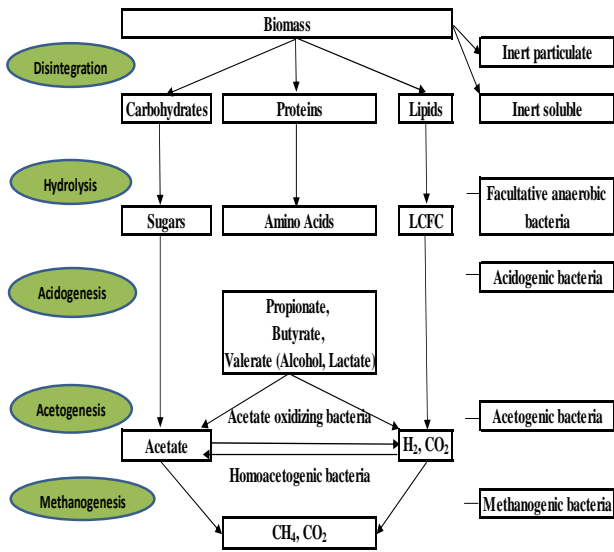 Biomass
Inert particulate
Disintegration
Carbohydrates
Proteins
Lipids
Inert soluble
Hydrolysis
Facultative anaerobic
bacteria
Sugars
Amino Acids
LCFC
Acidogenesis
Acidogenic bacteria
Propionate,
Butyrate,
Valerate (Alcohol, Lactate)
Acetogenesis
Acetate oxidizing bacteria
Acetogenic bacteria
Acetate
H₂, CO₂
Homoacetogenic bacteria
Methanogenesis
Methanogenic bacteria
CH₄, CO₂